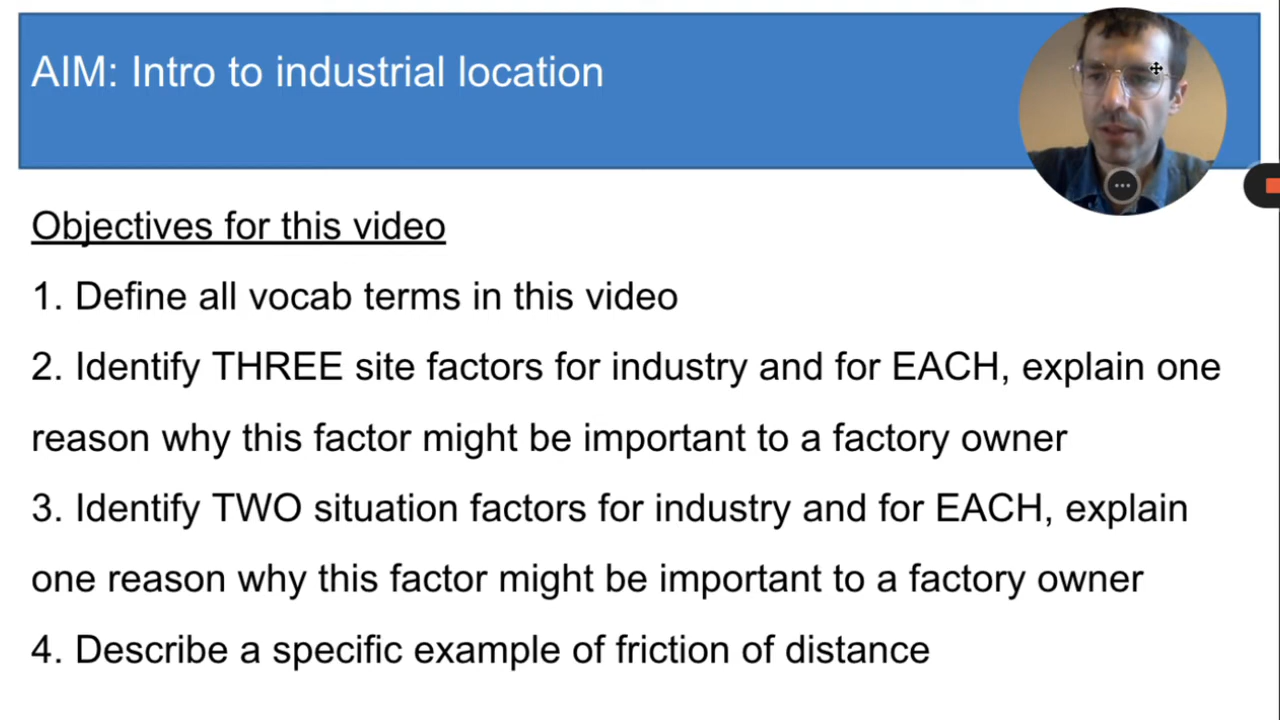 AIM: Intro to industrial location
Objectives for this video
1. Define all vocab terms in this video
2. Identify THREE site factors for industry and for EACH, explain one
reason why this factor might be important to a factory owner
3. Identify TWO situation factors for industry and for EACH, explain
one reason why this factor might be important to a factory owner
4. Describe a specific example of friction of distance